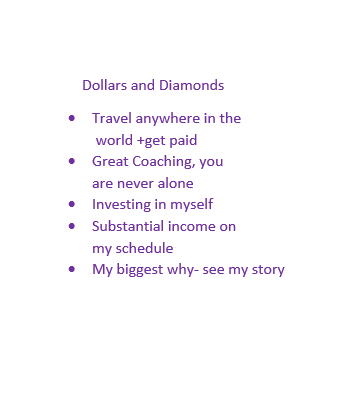 Dollars and Diamonds
• Travel anywhere in the
world +get paid
• Great Coaching, you
are never alone
• Investing in myself
• Substantial income on
my schedule
• My biggest why- see my story